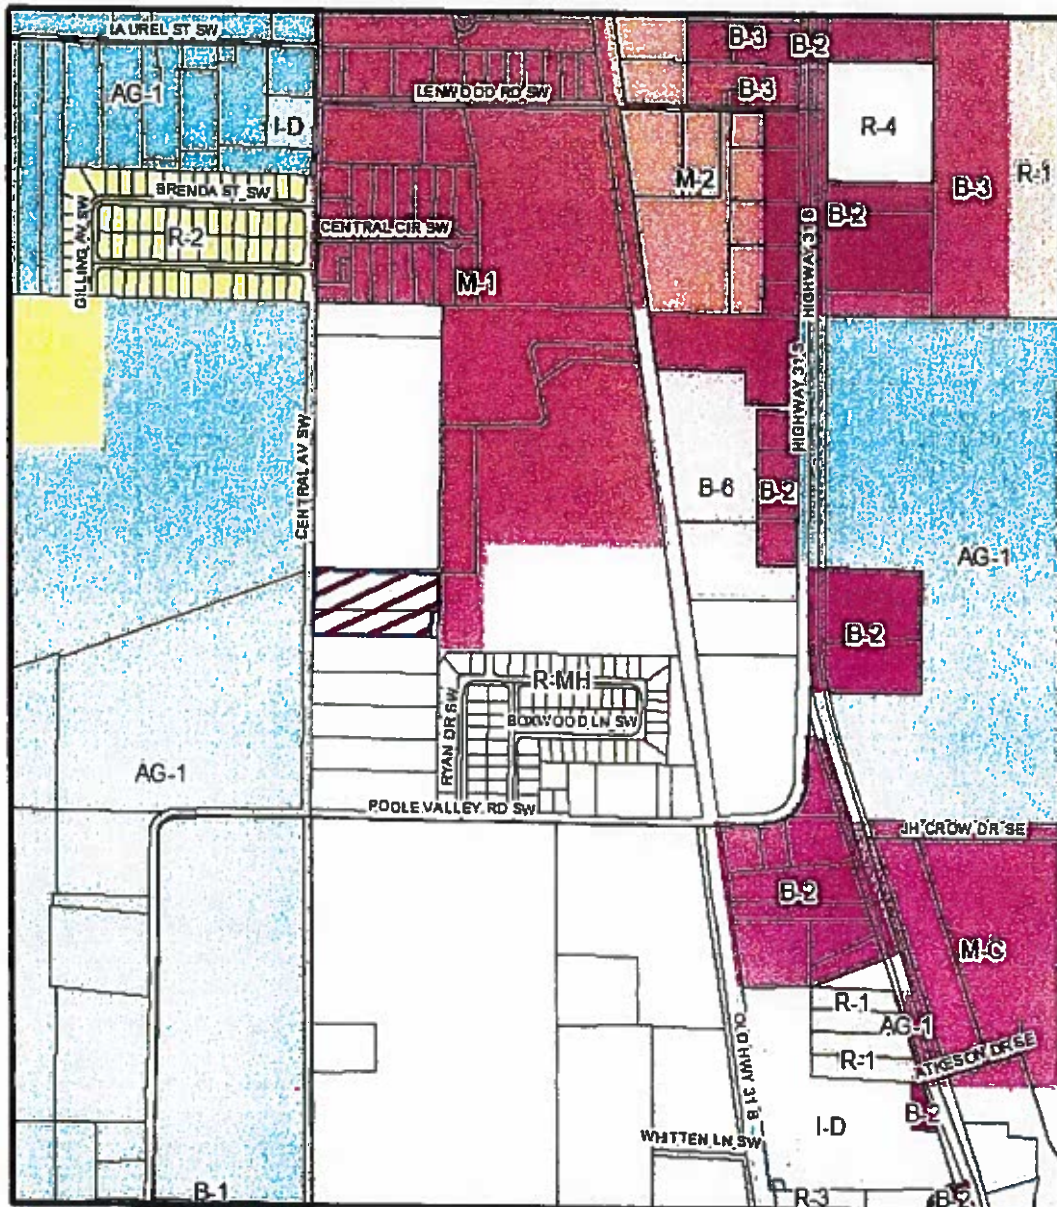 LAUREL ST SW
B-3
B-2
AG-1
LENWOOD RD SW
B-3
I-D
R-4
M-2
R-1
BRENDA ST SW
B-3
GILLING AV SW
R-2
CENTRAL CIR SW
B-2
HIGHWAY 31 S
M-1
HIGHWAY 31 S
CENTRAL AV SW
B-6
B-2
AG-1
B-2
R-MH
RYAN DR SW
BOXWOOD LN SW
AG-1
POOLE VALLEY RD SW
JH CROW DR SE
B-2
M-C
R-1
AG-1
OLD HWY 31 S
R-1
ATKESON DR SE
B-2
I-D
WHITTEN LN SW
B-1
R-3
B-2